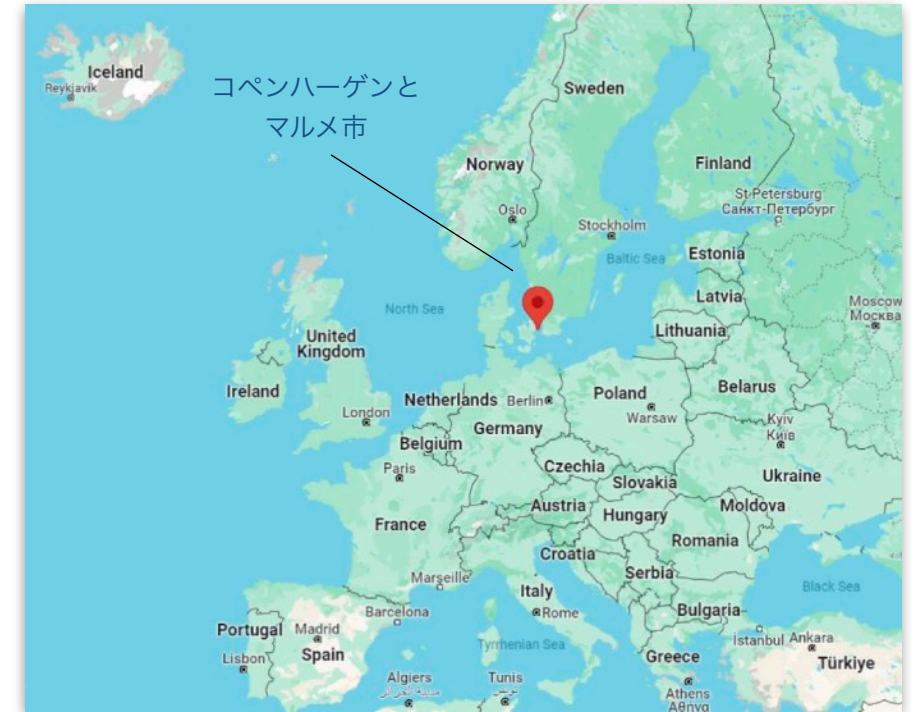 Iceland
Reykjavik
コペンハーゲンと
マルメ市
Sweden
Norway
Finland
St Petersburg
Санкт-Петербург
Oslo
Stockholm
Baltic Sea
Estonia
Latvia
Moscow
Москва
North Sea
Lithuania
United
Kingdom
Ireland
Netherlands
Berlin
Poland
Belarus
London
Warsaw
Kyiv
Київ
Germany
Belgium
Paris
Czechia
Slovakia
Ukraine
Austria
Hungary
Moldova
France
Romania
Croatia
Marseille
Serbia
Italy
Black Sea
Barcelona
Rome
Bulgaria
Portugal
Madrid
Tyrrhenian Sea
İstanbul
Ankara
Lisbon
Spain
Greece
Türkiye
Algiers
Tunis
تونس
Athens
Αθήνα